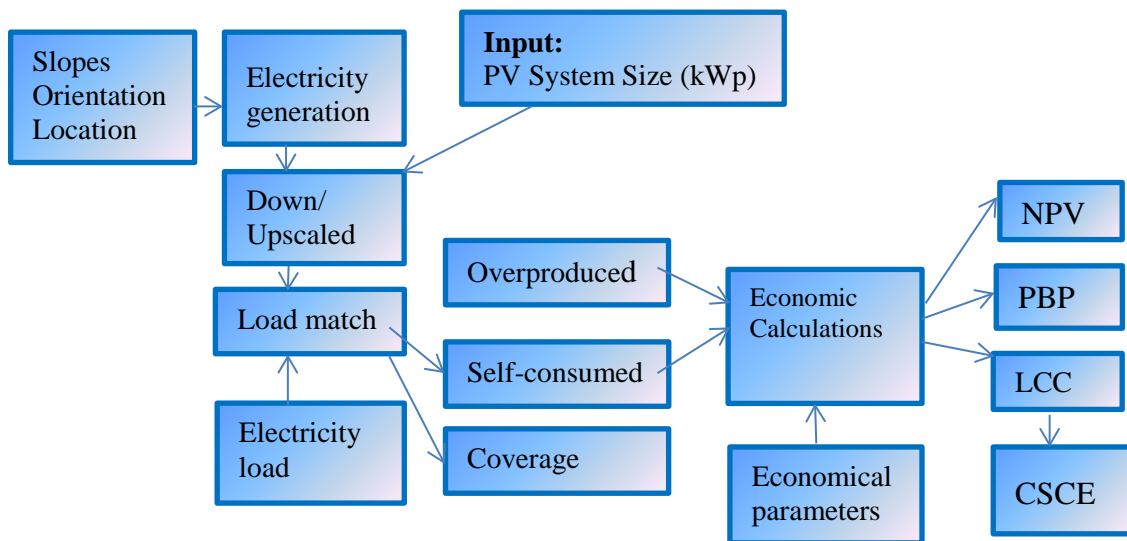 Slopes
Orientation
Location
Electricity
generation
Input:
PV System Size (kWp)
Down/
Upscaled
Load match
Electricity
load
Overproduced
Self-consumed
Coverage
Economic
Calculations
Economical
parameters
NPV
PBP
LCC
CSCE